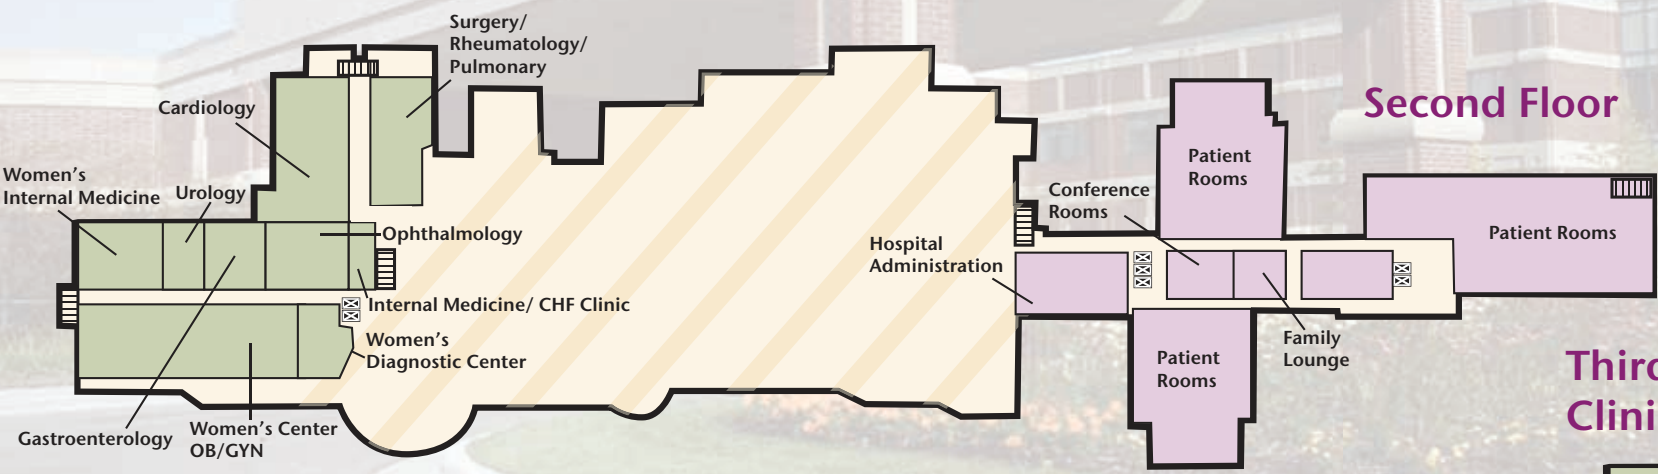 Surgery/
Rheumatology/
Pulmonary
Cardiology
Women's
Internal Medicine
Urology
Ophthalmology
Internal Medicine/ CHF Clinic
Women's
Diagnostic Center
Gastroenterology
Women's Center
OB/GYN
Hospital
Administration
Conference
Rooms
Patient
Rooms
Second Floor
Patient Rooms
Family
Lounge
Patient
Rooms
Third
Clini